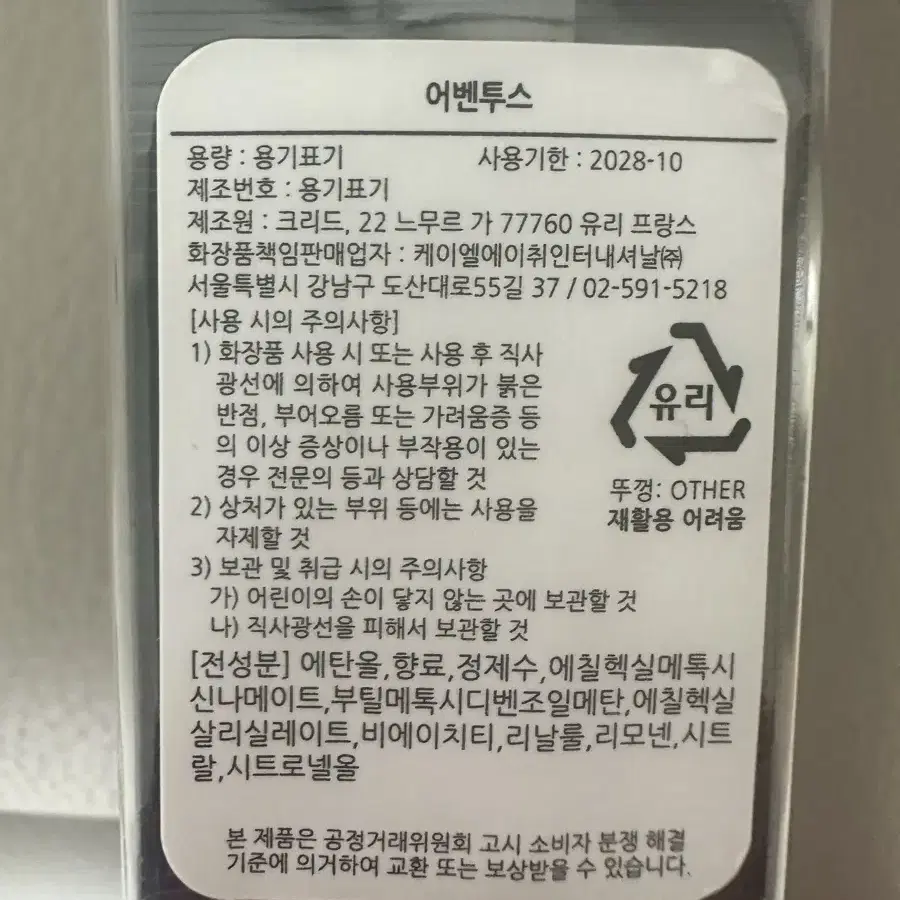 어벤투스
용량 : 용기표기 사용기한 : 2028-10
제조번호 : 용기표기
제조원 : 크리드, 22 느무르 가 77760 유리 프랑스
화장품책임판매업자 : 케이엘에이취인터내셔날㈜
서울특별시 강남구 도산대로55길 37 / 02-591-5218
[사용 시의 주의사항]
1) 화장품 사용 시 또는 사용 후 직사
광선에 의하여 사용부위가 붉은
반점, 부어오름 또는 가려움증 등
의 이상 증상이나 부작용이 있는
경우 전문의 등과 상담할 것
2) 상처가 있는 부위 등에는 사용을
자제할 것
유리
뚜껑: OTHER
재활용 어려움
3) 보관 및 취급 시의 주의사항
가) 어린이의 손이 닿지 않는 곳에 보관할 것
나) 직사광선을 피해서 보관할 것
[전성분] 에탄올,향료,정제수,에칠헥실메톡시
신나메이트,부틸메톡시디벤조일메탄,에칠헥실
살리실레이트,비에이치티,리날룰,리모넨,시트
랄,시트로넬올
본 제품은 공정거래위원회 고시 소비자 분쟁 해결
기준에 의거하여 교환 또는 보상받을 수 있습니다.